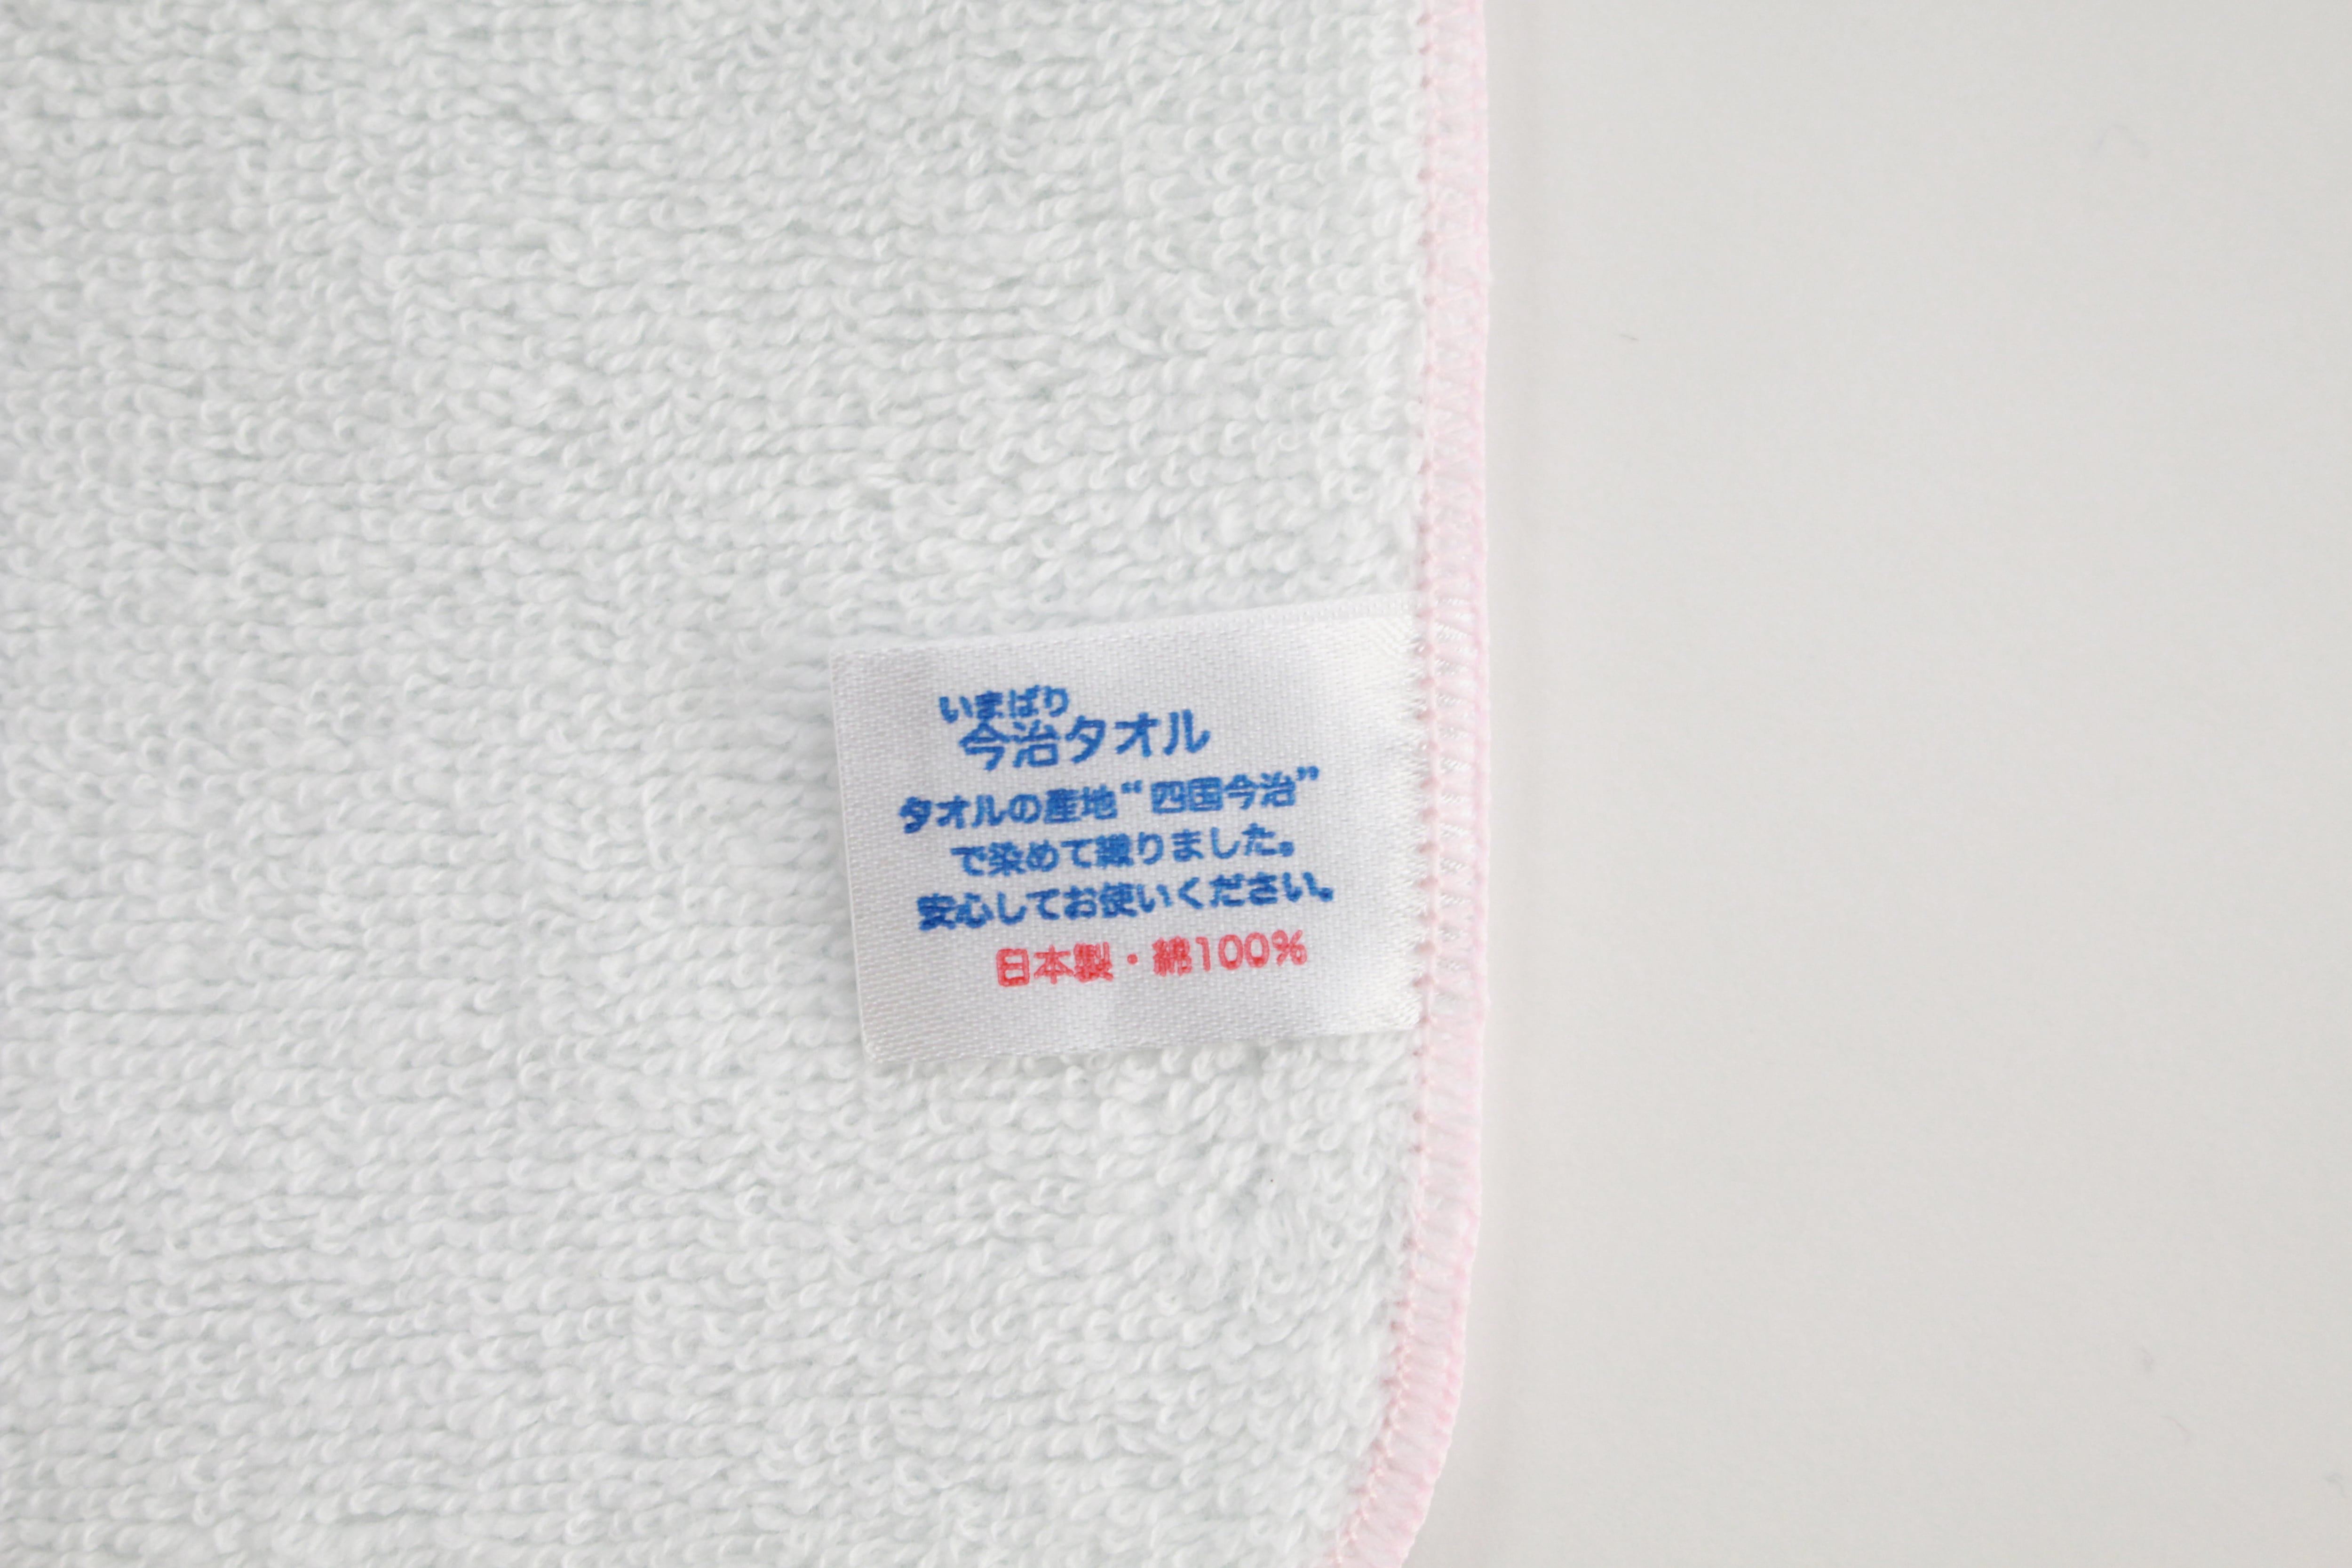 いまばり
今治タオル
タオルの産地“四国今治”
で染めて織りました。
安心してお使いください。
日本製・綿100%